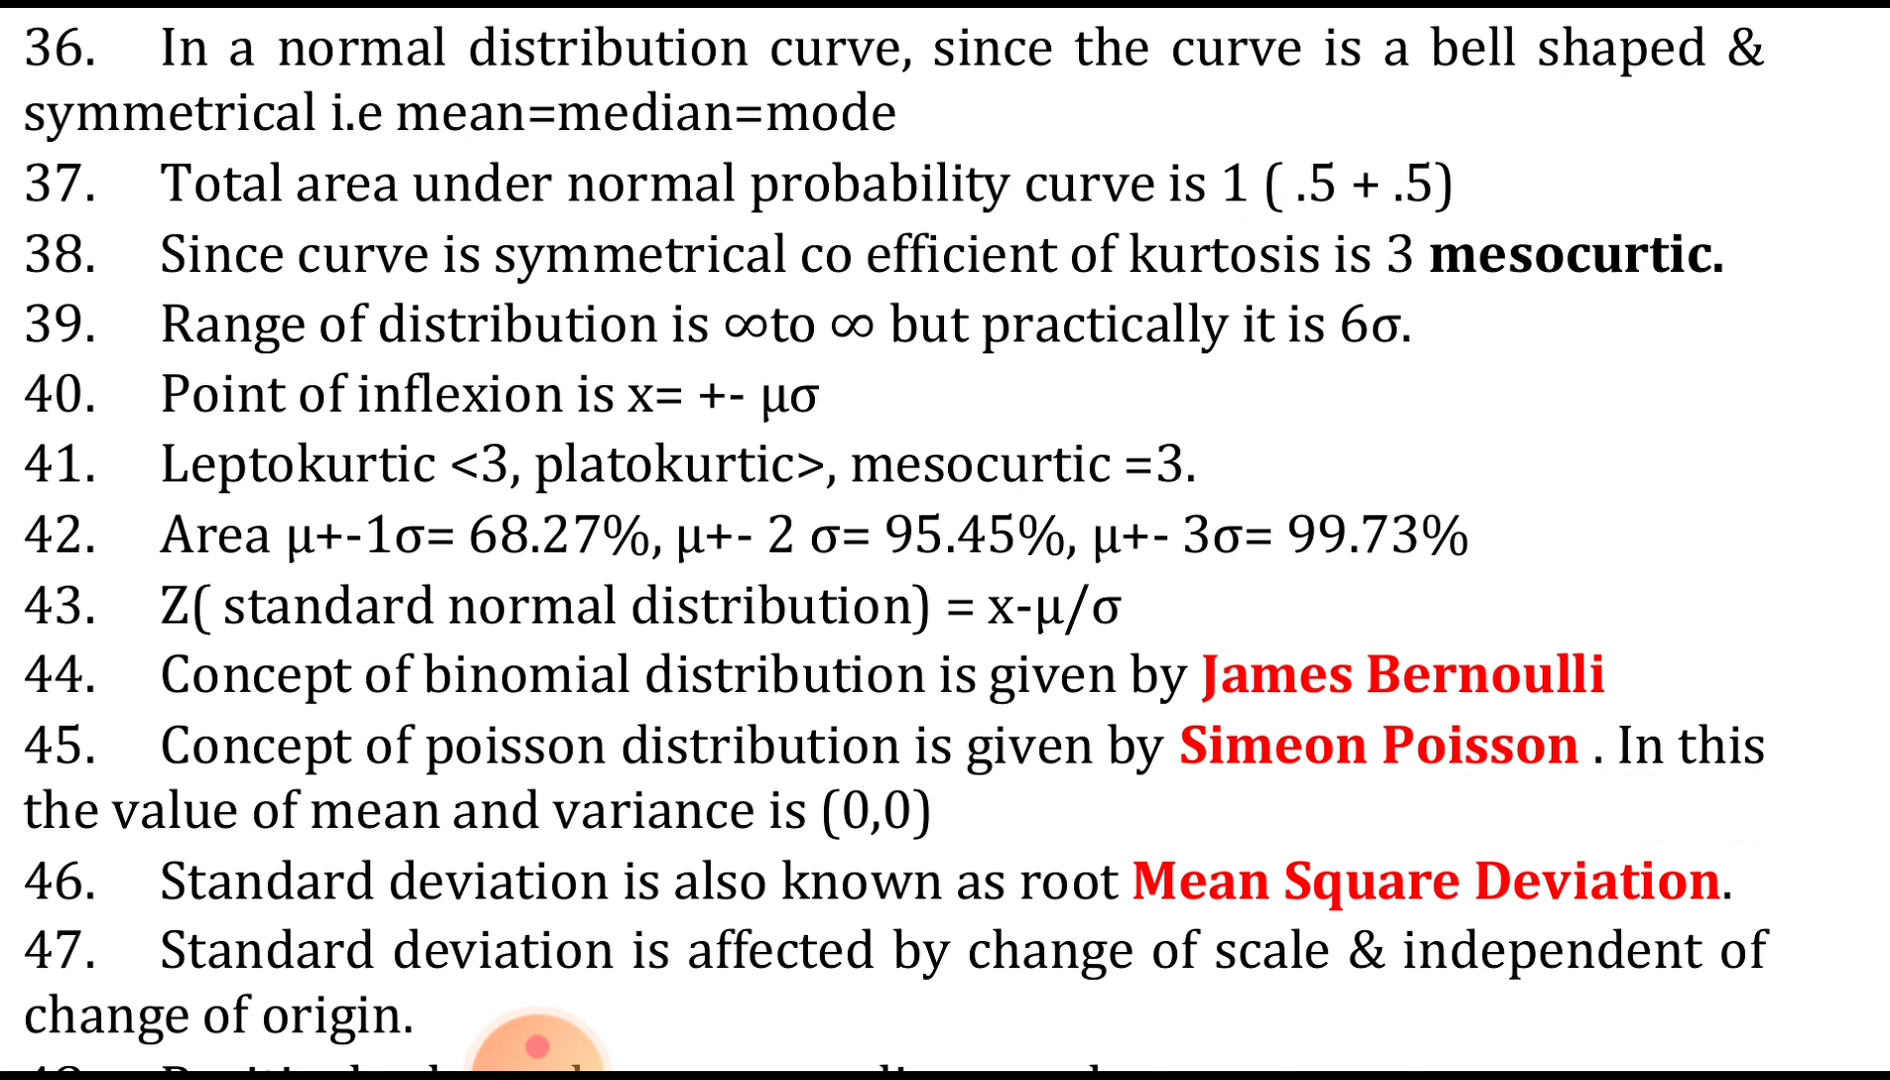 36. In a normal distribution curve, since the curve is a bell shaped &
symmetrical i.e mean=median=mode
37. Total area under normal probability curve is 1 ( .5 + .5)
38. Since curve is symmetrical co efficient of kurtosis is 3 mesocurtic.
39. Range of distribution is ∞to ∞ but practically it is 6σ.
40. Point of inflexion is x= +- μσ
41. Leptokurtic <3, platokurtic>, mesocurtic =3.
42. Area μ+-1σ= 68.27%, μ+- 2 σ= 95.45%, μ+- 3σ= 99.73%
43. Z( standard normal distribution) = x-μ/σ
44. Concept of binomial distribution is given by James Bernoulli
45. Concept of poisson distribution is given by Simeon Poisson . In this
the value of mean and variance is (0,0)
46. Standard deviation is also known as root Mean Square Deviation.
47. Standard deviation is affected by change of scale & independent of
change of origin.